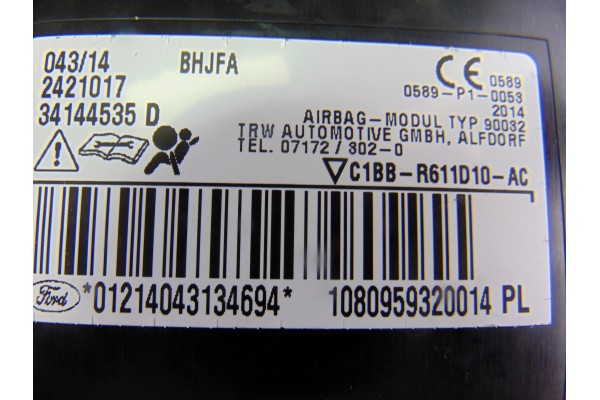 043/14 BHJFA
2421017
34144535 D
CE 0589
0589-P1-0053
2014
AIRBAG-MODUL TYP 90032
TRW AUTOMOTIVE GMBH, ALFDORF
TEL. 07172 / 302-0
▽C1BB-R611D10-AC
Ford *01214043134694* 1080959320014 PL